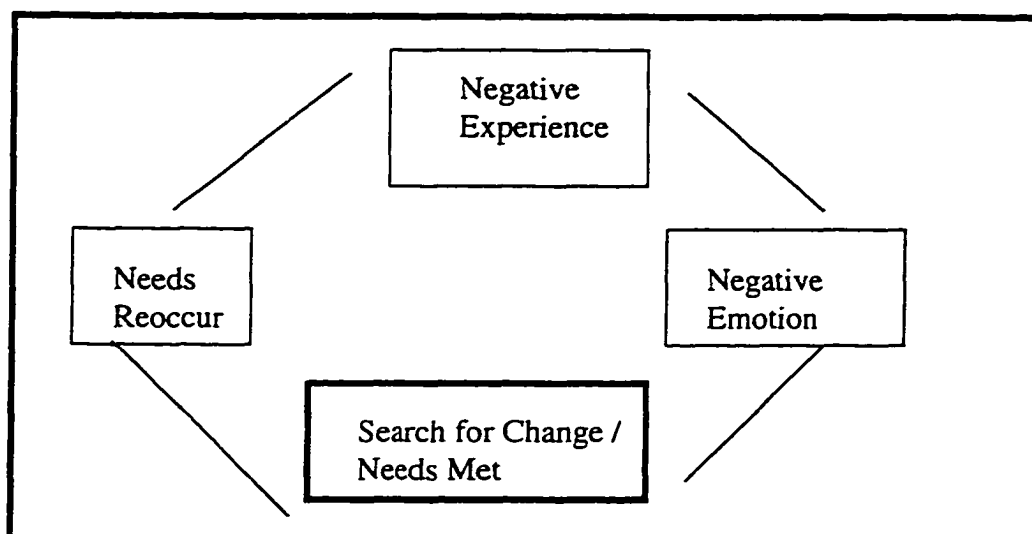 Negative
Experience
Needs
Reoccur
Negative
Emotion
Search for Change /
Needs Met